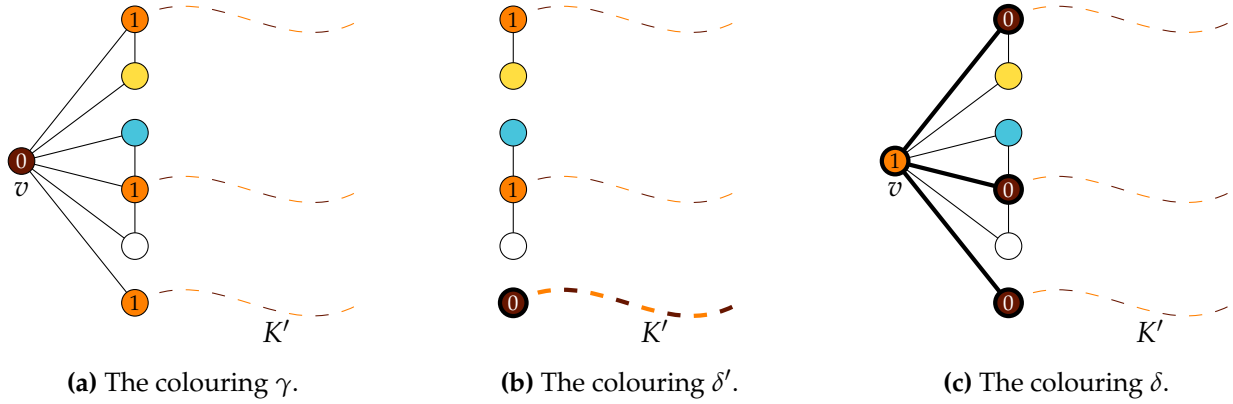 1
0
v
1
1
K′
(a) The colouring γ.
1
1
0
K′
(b) The colouring δ′.
0
1
v
0
0
K′
(c) The colouring δ.